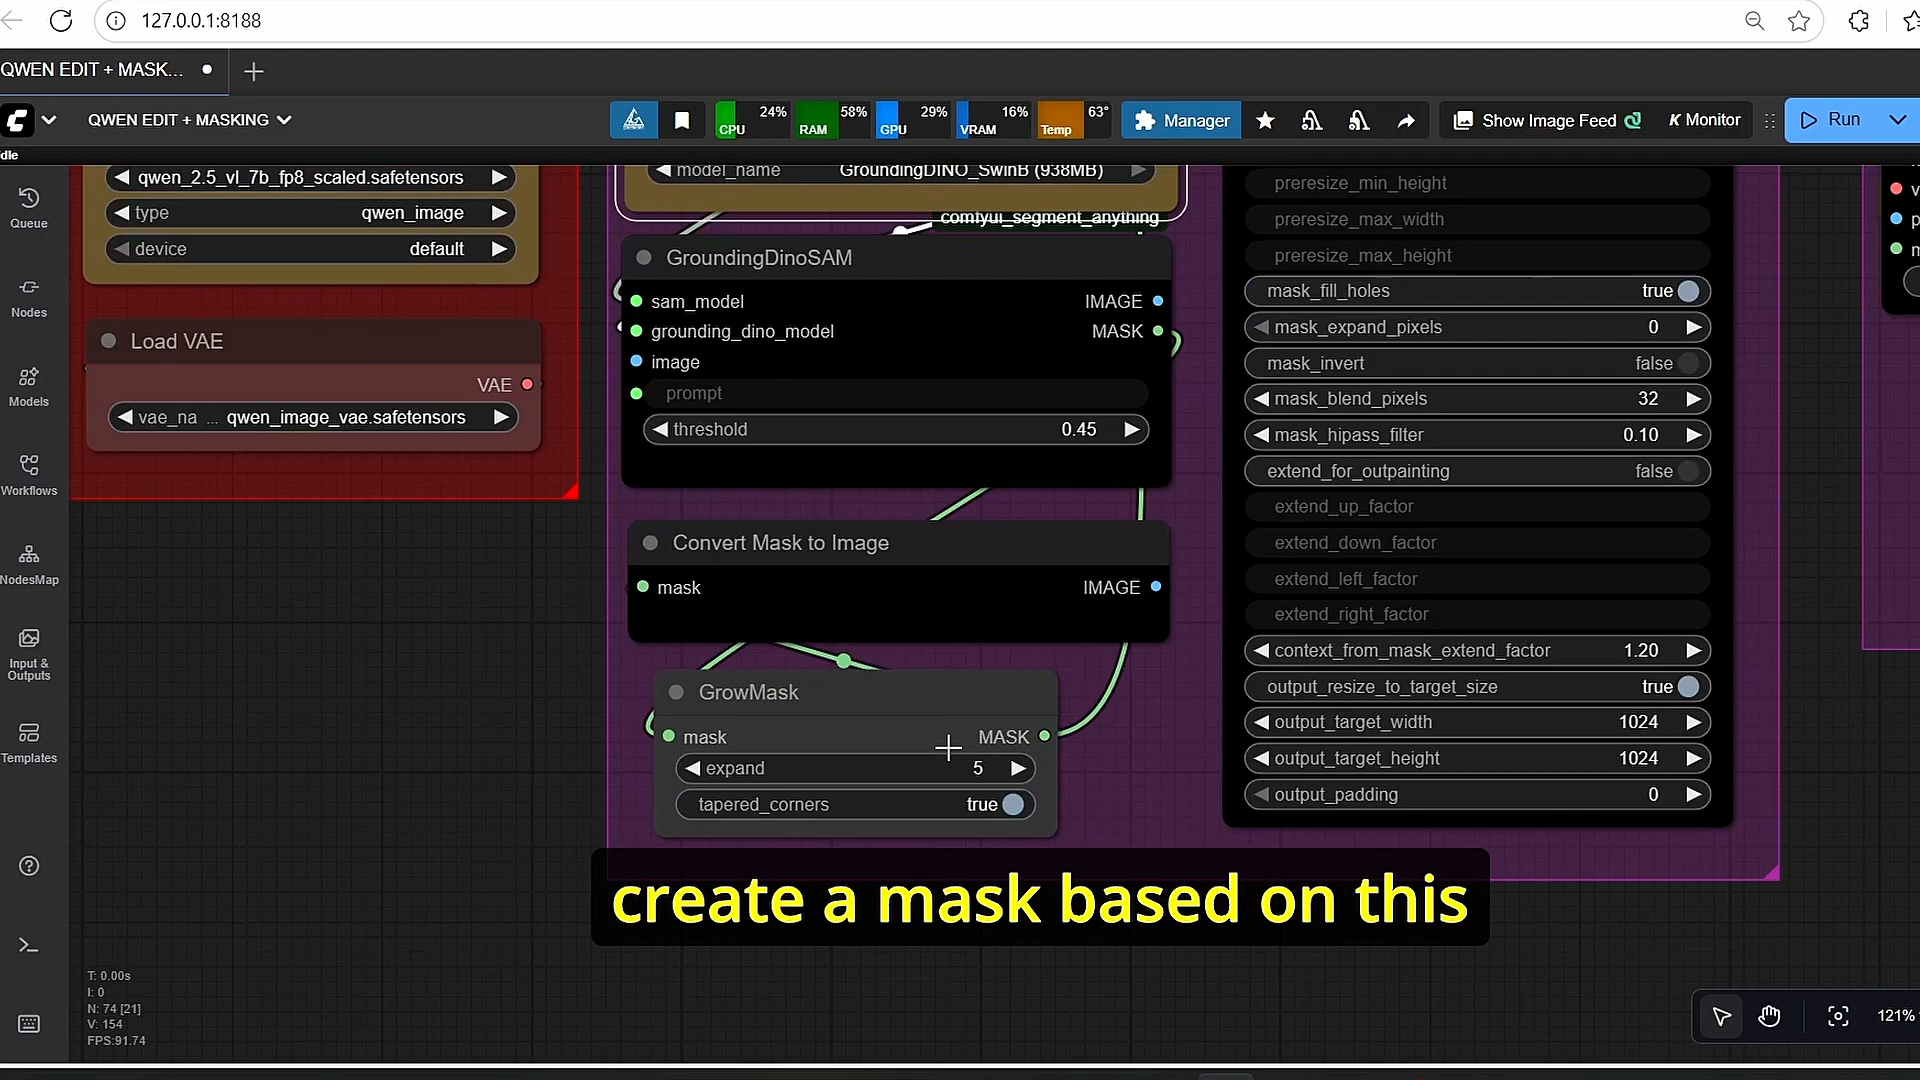 127.0.0.1:8188
QWEN EDIT + MASK...
QWEN EDIT + MASKING
CPU 24%
RAM 58%
GPU 29%
VRAM 16%
Temp 63°
Manager
Show Image Feed
Monitor
Run
dle
Queue
Nodes
Models
Workflows
NodesMap
Input &
Outputs
Templates
qwen_2.5_vl_7b_fp8_scaled.safetensors
type qwen_image
device default
Load VAE
VAE
vae_na ... qwen_image_vae.safetensors
model_name GroundingDINO_SwinB (938MB)
comfyui_segment_anything
GroundingDinoSAM
sam_model IMAGE
grounding_dino_model MASK
image
prompt
threshold 0.45
Convert Mask to Image
mask IMAGE
GrowMask
mask MASK
expand 5
tapered_corners true
preresize_min_height
preresize_max_width
preresize_max_height
mask_fill_holes true
mask_expand_pixels 0
mask_invert false
mask_blend_pixels 32
mask_hipass_filter 0.10
extend_for_outpainting false
extend_up_factor
extend_down_factor
extend_left_factor
extend_right_factor
context_from_mask_extend_factor 1.20
output_resize_to_target_size true
output_target_width 1024
output_target_height 1024
output_padding 0
v
p
create a mask based on this
T: 0.00s
I: 0
N: 74 [21]
V: 154
FPS:91.74
121%